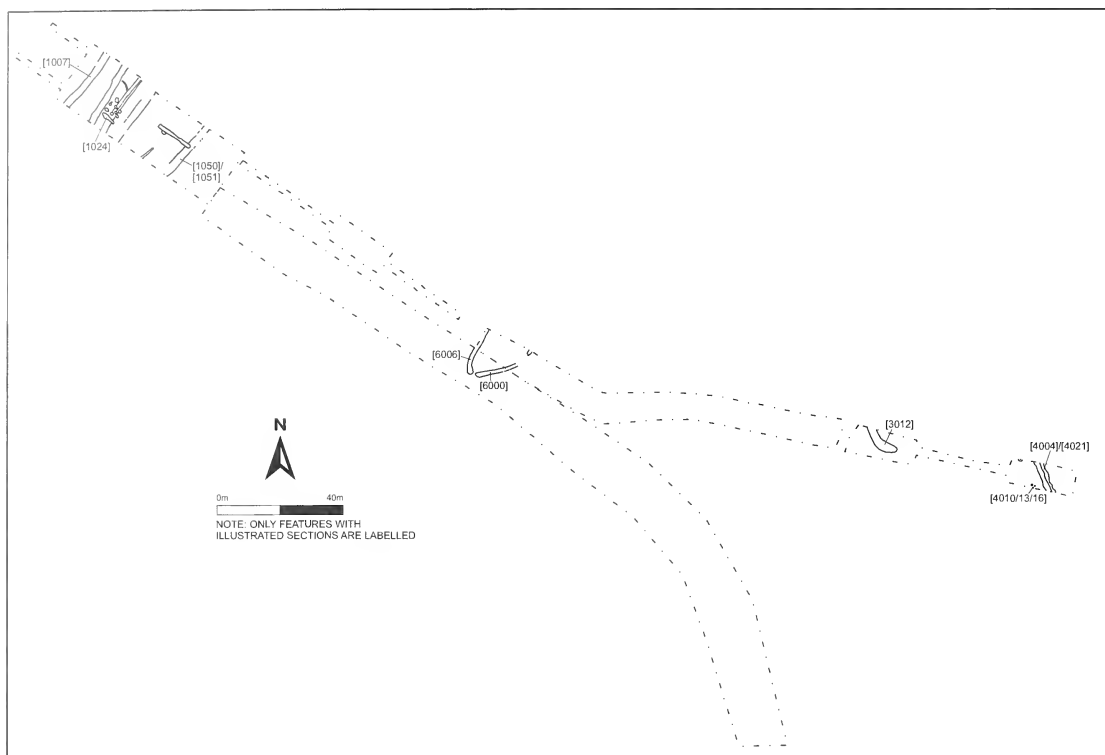 [1007]
[1024]
[1050]/
[1051]
[6006]
[6000]
[3012]
[4004]/[4021]
[4010/13/16]
N
0m 40m
NOTE: ONLY FEATURES WITH
ILLUSTRATED SECTIONS ARE LABELLED